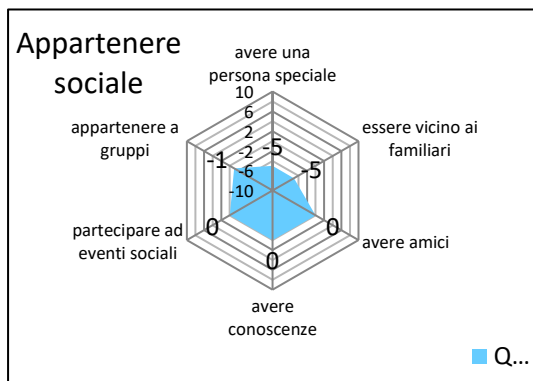 Appartenere
sociale
avere una
persona speciale
essere vicino ai
familiari
avere amici
avere
conoscenze
partecipare ad
eventi sociali
appartenere a
gruppi
10
6
2
-2
-6
-10
-5
-5
0
0
0
-1
Q...